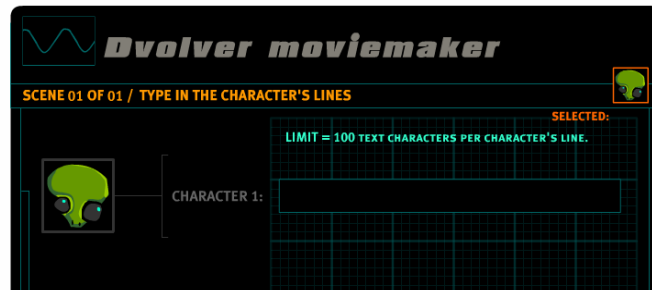 Dvolver moviemaker
SCENE 01 OF 01 / TYPE IN THE CHARACTER'S LINES
SELECTED:
LIMIT = 100 TEXT CHARACTERS PER CHARACTER'S LINE.
CHARACTER 1: